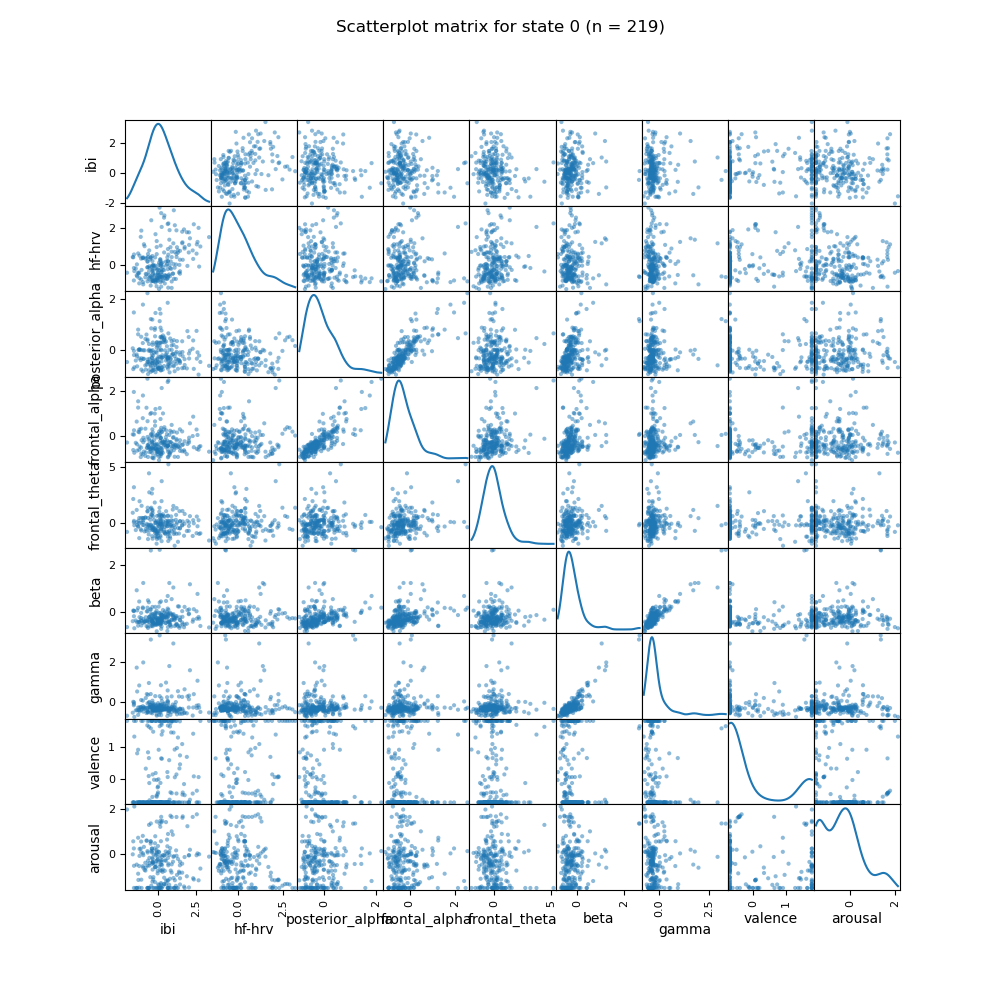 Scatterplot matrix for state 0 (n = 219)
ibi
2
0
-2
hf-hrv
2
0
posterior_alpha
2
0
frontal_alpha
2
0
frontal_theta
5
0
beta
2
0
gamma
2
0
valence
1
0
arousal
2
0
0.0 2.5 0.0 2.5 0 2 0 2 0 5 0 2 0.0 2.5 0 1 0 2
ibi hf-hrv posterior_alpha frontal_alpha frontal_theta beta gamma valence arousal